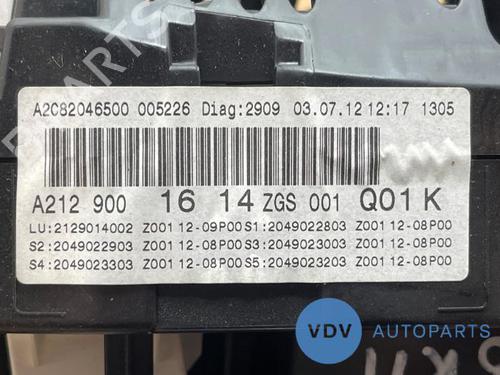 A2C82046500 005226 Diag:2909 03.07.12 12:17 1305
A212 900 16 14 ZGS 001 Q01 K
LU:2129014002 Z001 12-09P00 S1:2049022803 Z001 12-08P00
S2:2049022903 Z001 12-08P00 S3:2049023003 Z001 12-08P00
S4:2049023303 Z001 12-08P00 S5:2049023203 Z001 12-08P00
VDV AUTOPARTS